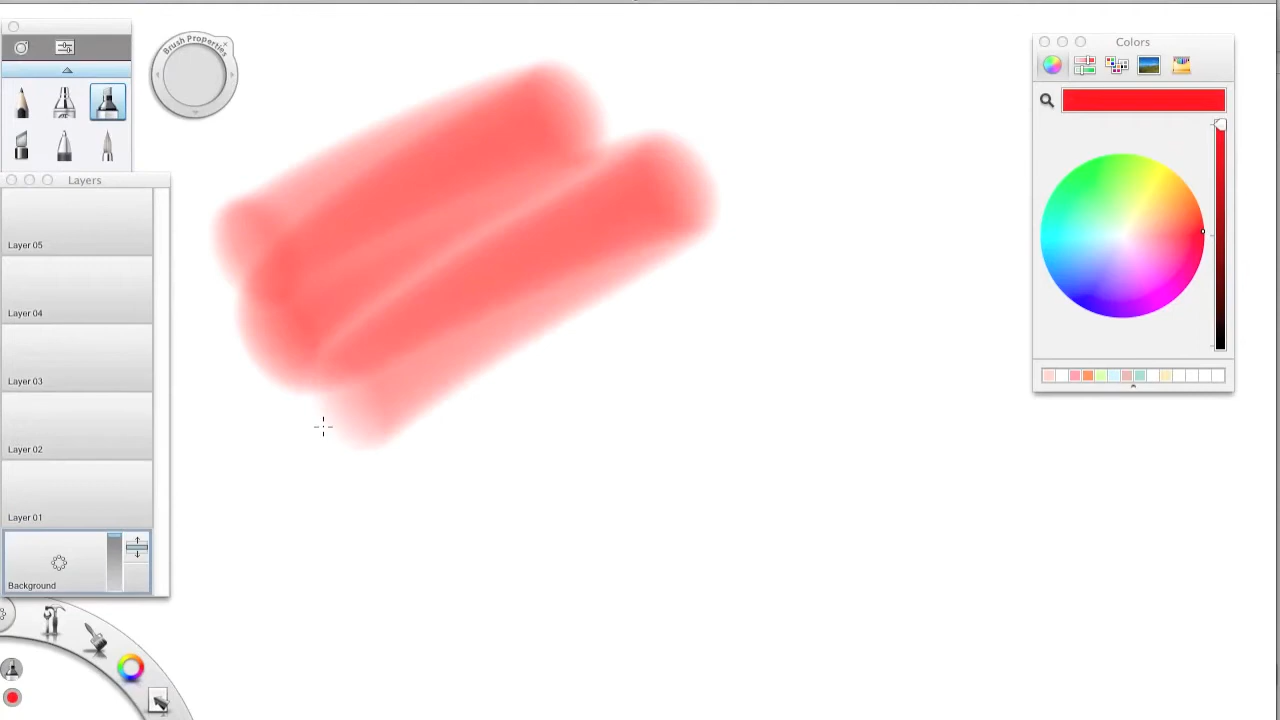 Brush Properties
Colors
Layers
Layer 05
Layer 04
Layer 03
Layer 02
Layer 01
Background